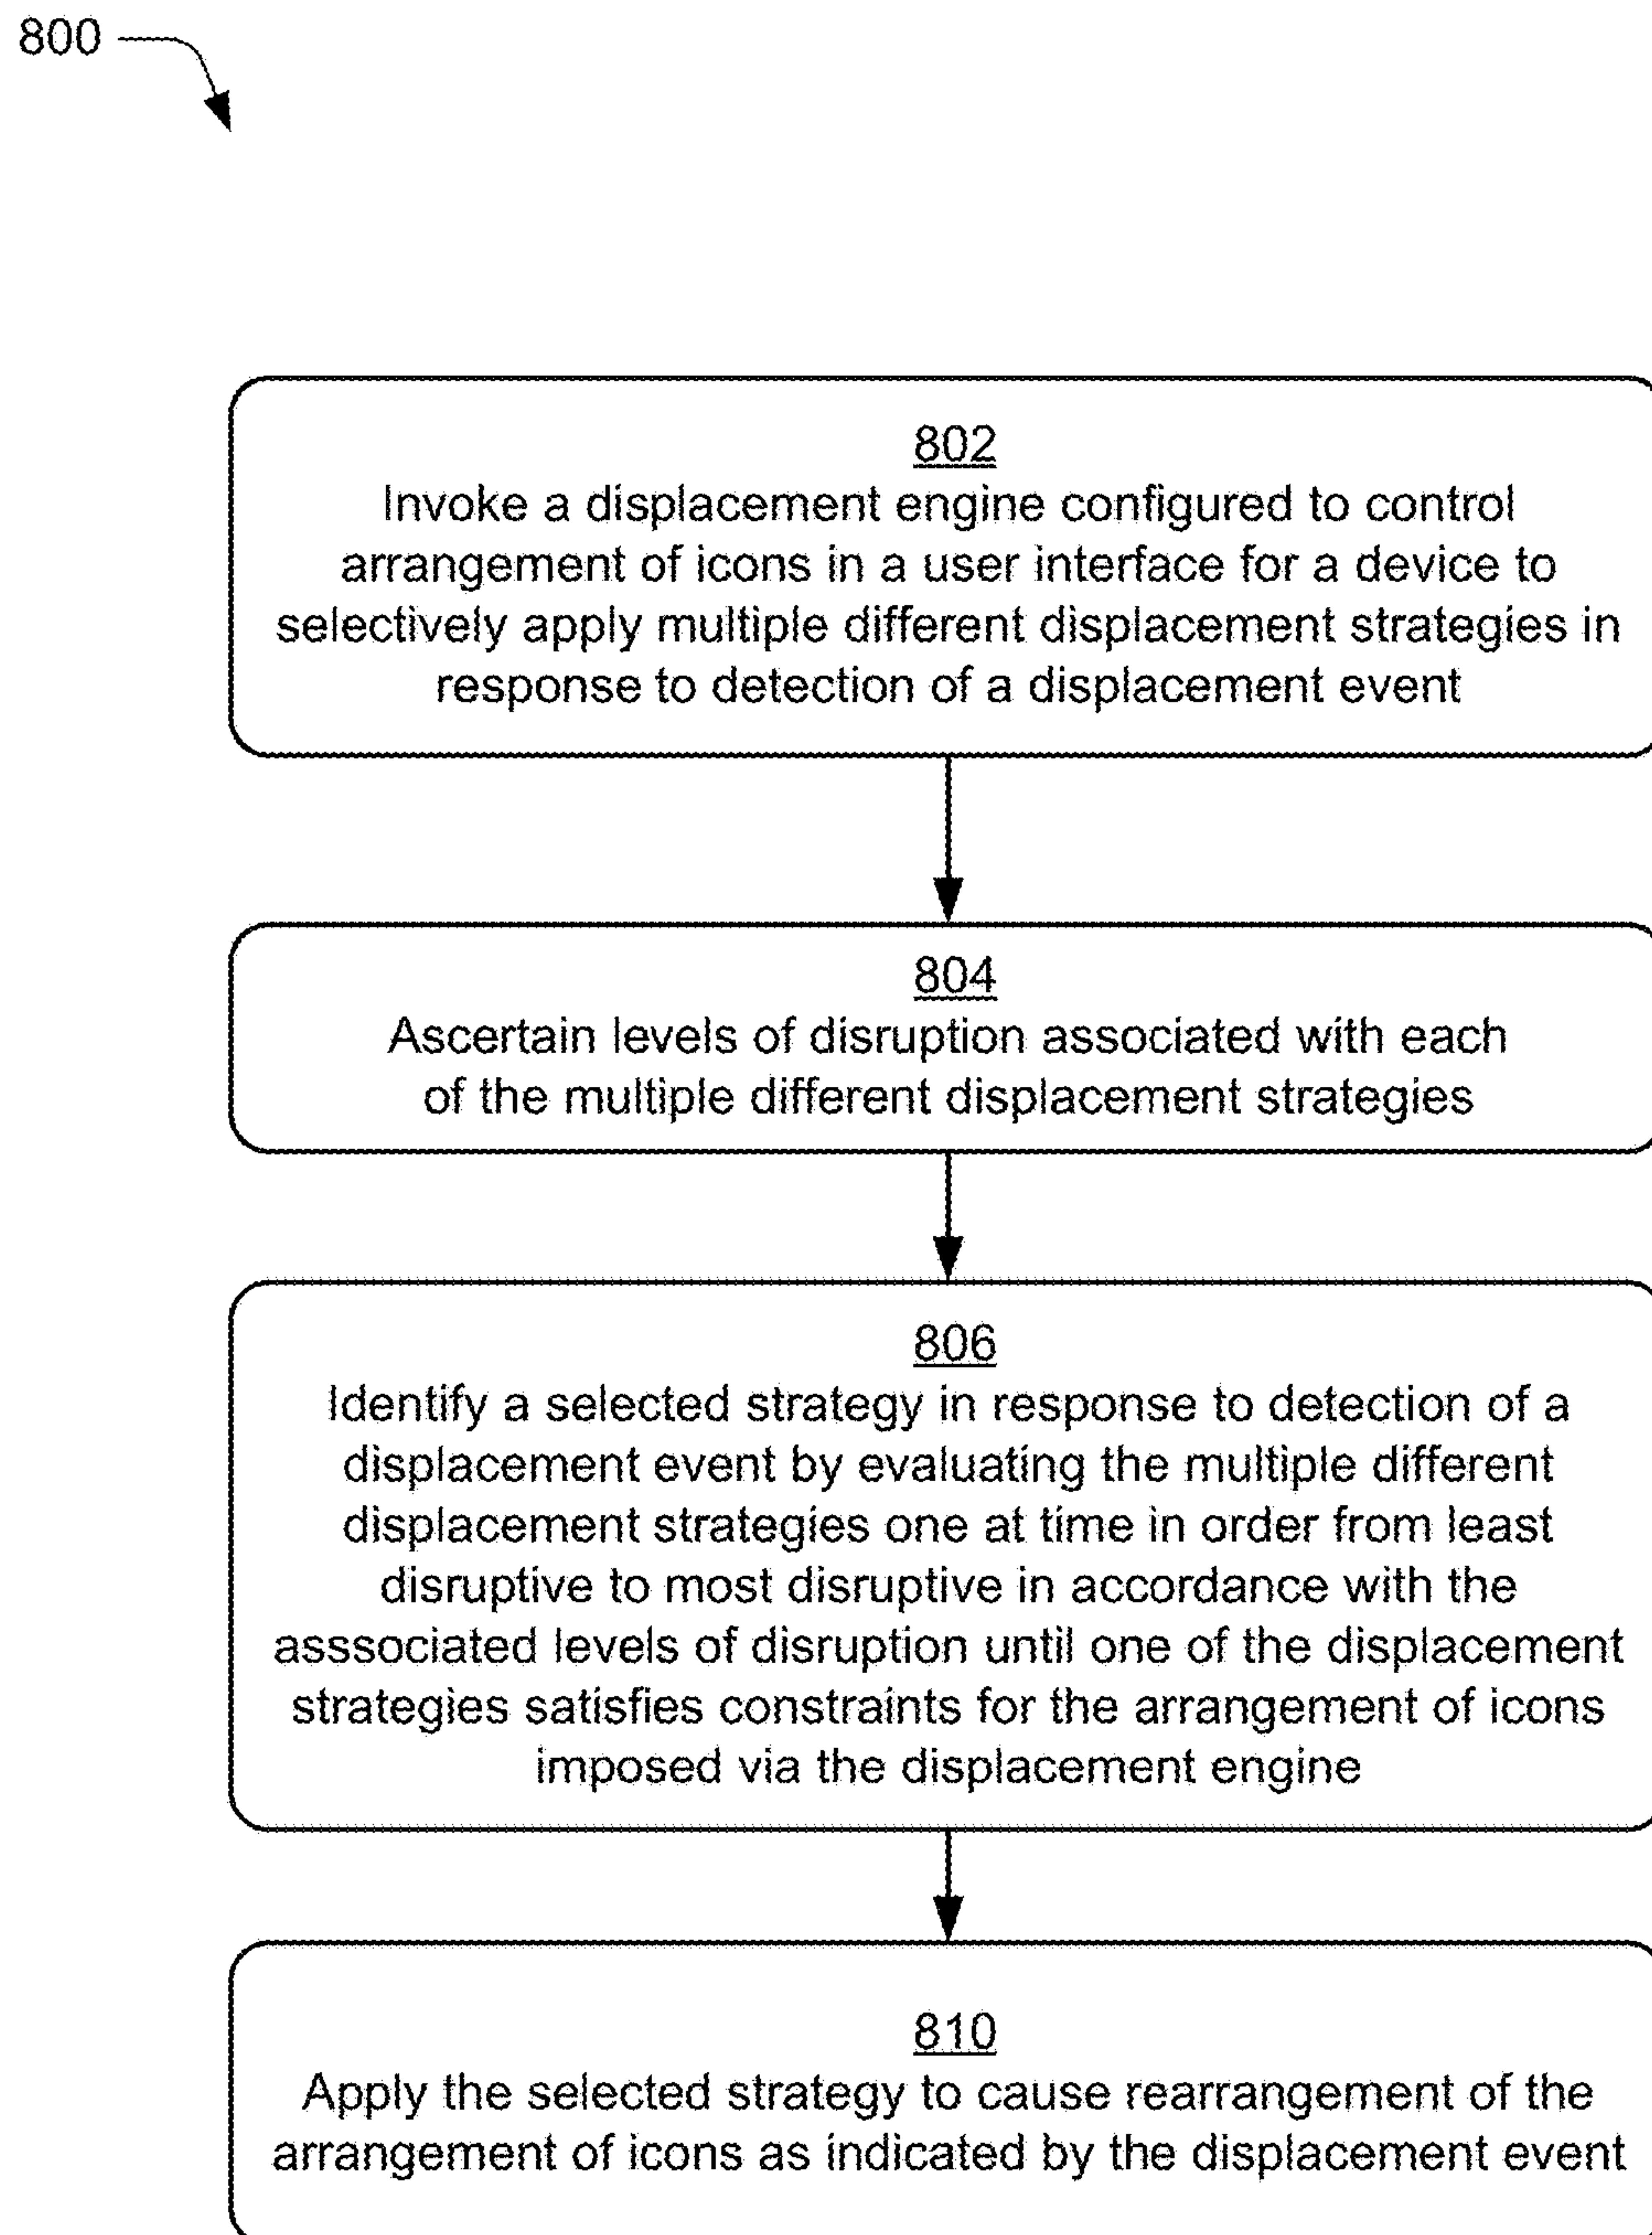 800
802
Invoke a displacement engine configured to control
arrangement of icons in a user interface for a device to
selectively apply multiple different displacement strategies in
response to detection of a displacement event
804
Ascertain levels of disruption associated with each
of the multiple different displacement strategies
806
Identify a selected strategy in response to detection of a
displacement event by evaluating the multiple different
displacement strategies one at time in order from least
disruptive to most disruptive in accordance with the
asssociated levels of disruption until one of the displacement
strategies satisfies constraints for the arrangement of icons
imposed via the displacement engine
810
Apply the selected strategy to cause rearrangement of the
arrangement of icons as indicated by the displacement event